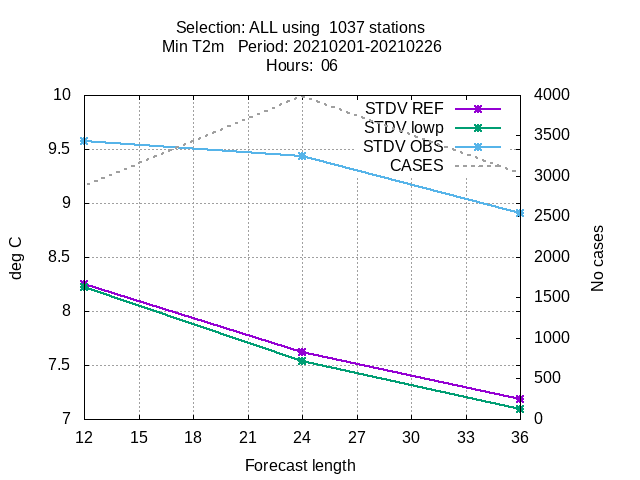 Selection: ALL using  1037 stations
Min T2m   Period: 20210201-20210226
Hours:  06
STDV REF
STDV lowp
STDV OBS
CASES
10
9.5
9
8.5
8
7.5
7
4000
3500
3000
2500
2000
1500
1000
500
0
deg C
No cases
12 15 18 21 24 27 30 33 36
Forecast length